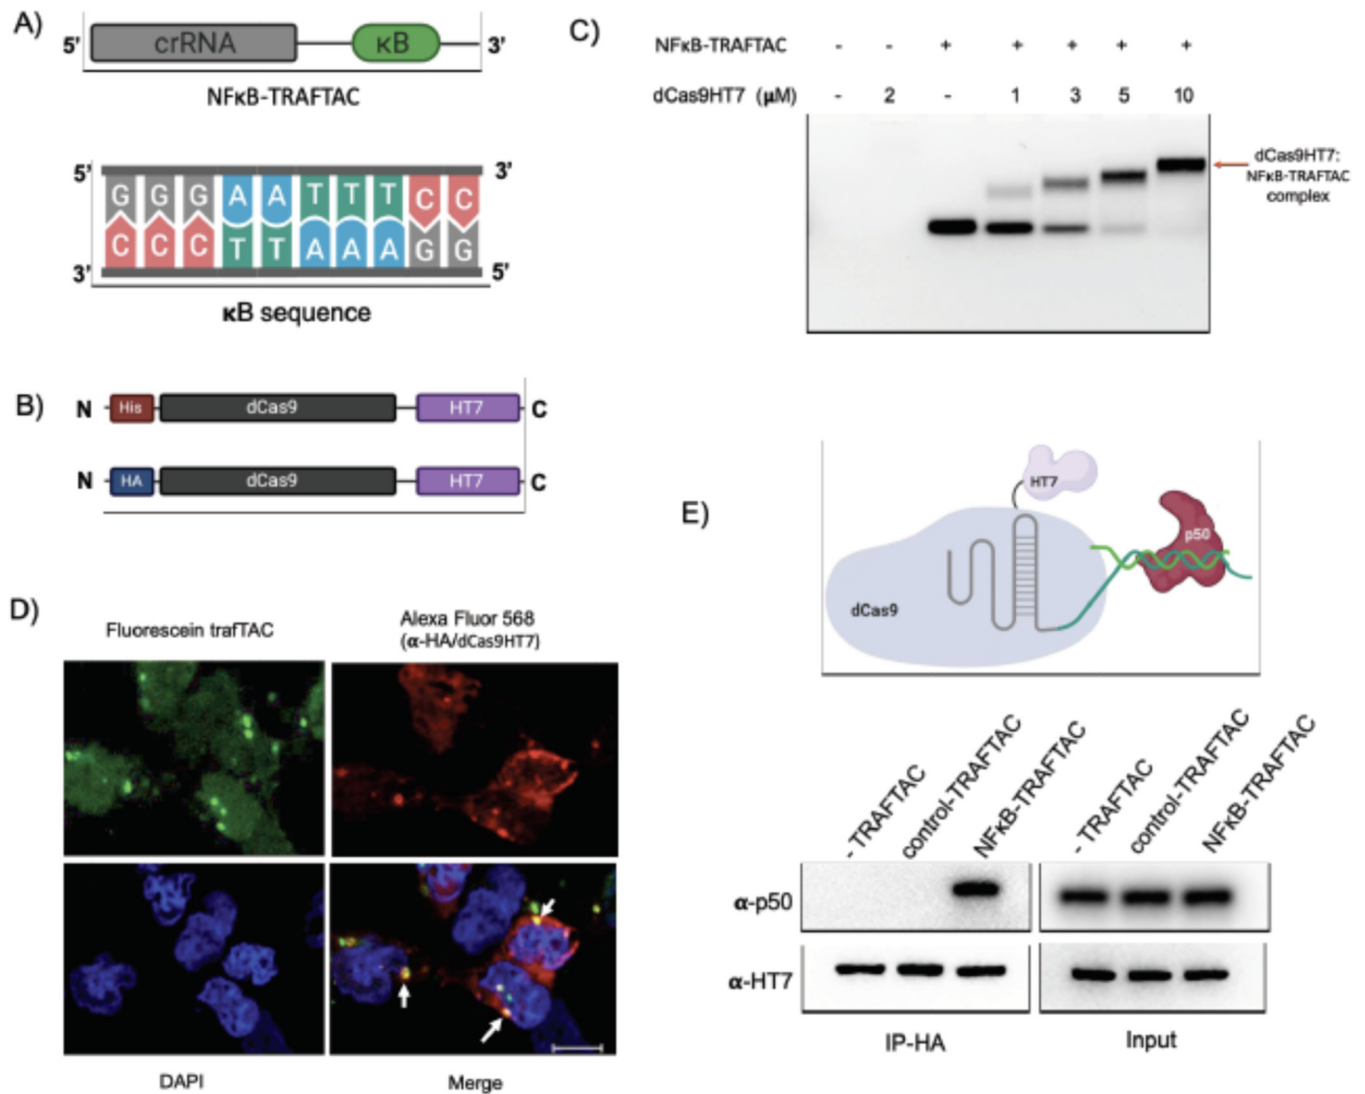 A)
5' crRNA κB 3'
NFκB-TRAFTAC
5' 3'
G G G A A T T T C C
C C C T T A A A G G
3' 5'
κB sequence
B)
N His dCas9 HT7 C
N HA dCas9 HT7 C
C)
NFκB-TRAFTAC - - + + + + +
dCas9HT7 (μM) - 2 - 1 3 5 10
dCas9HT7:
NFκB-TRAFTAC
complex
D)
Fluorescein trafTAC
Alexa Fluor 568
(α-HA/dCas9HT7)
DAPI
Merge
E)
HT7
p50
dCas9
- TRAFTAC
control-TRAFTAC
NFκB-TRAFTAC
- TRAFTAC
control-TRAFTAC
NFκB-TRAFTAC
α-p50
α-HT7
IP-HA
Input